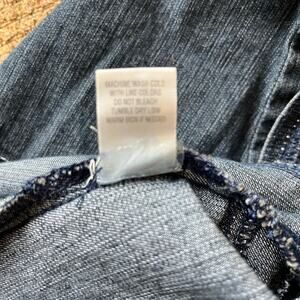 MACHINE WASH COLD
WITH LIKE COLORS
DO NOT BLEACH
TUMBLE DRY LOW
WARM IRON IF NEEDED